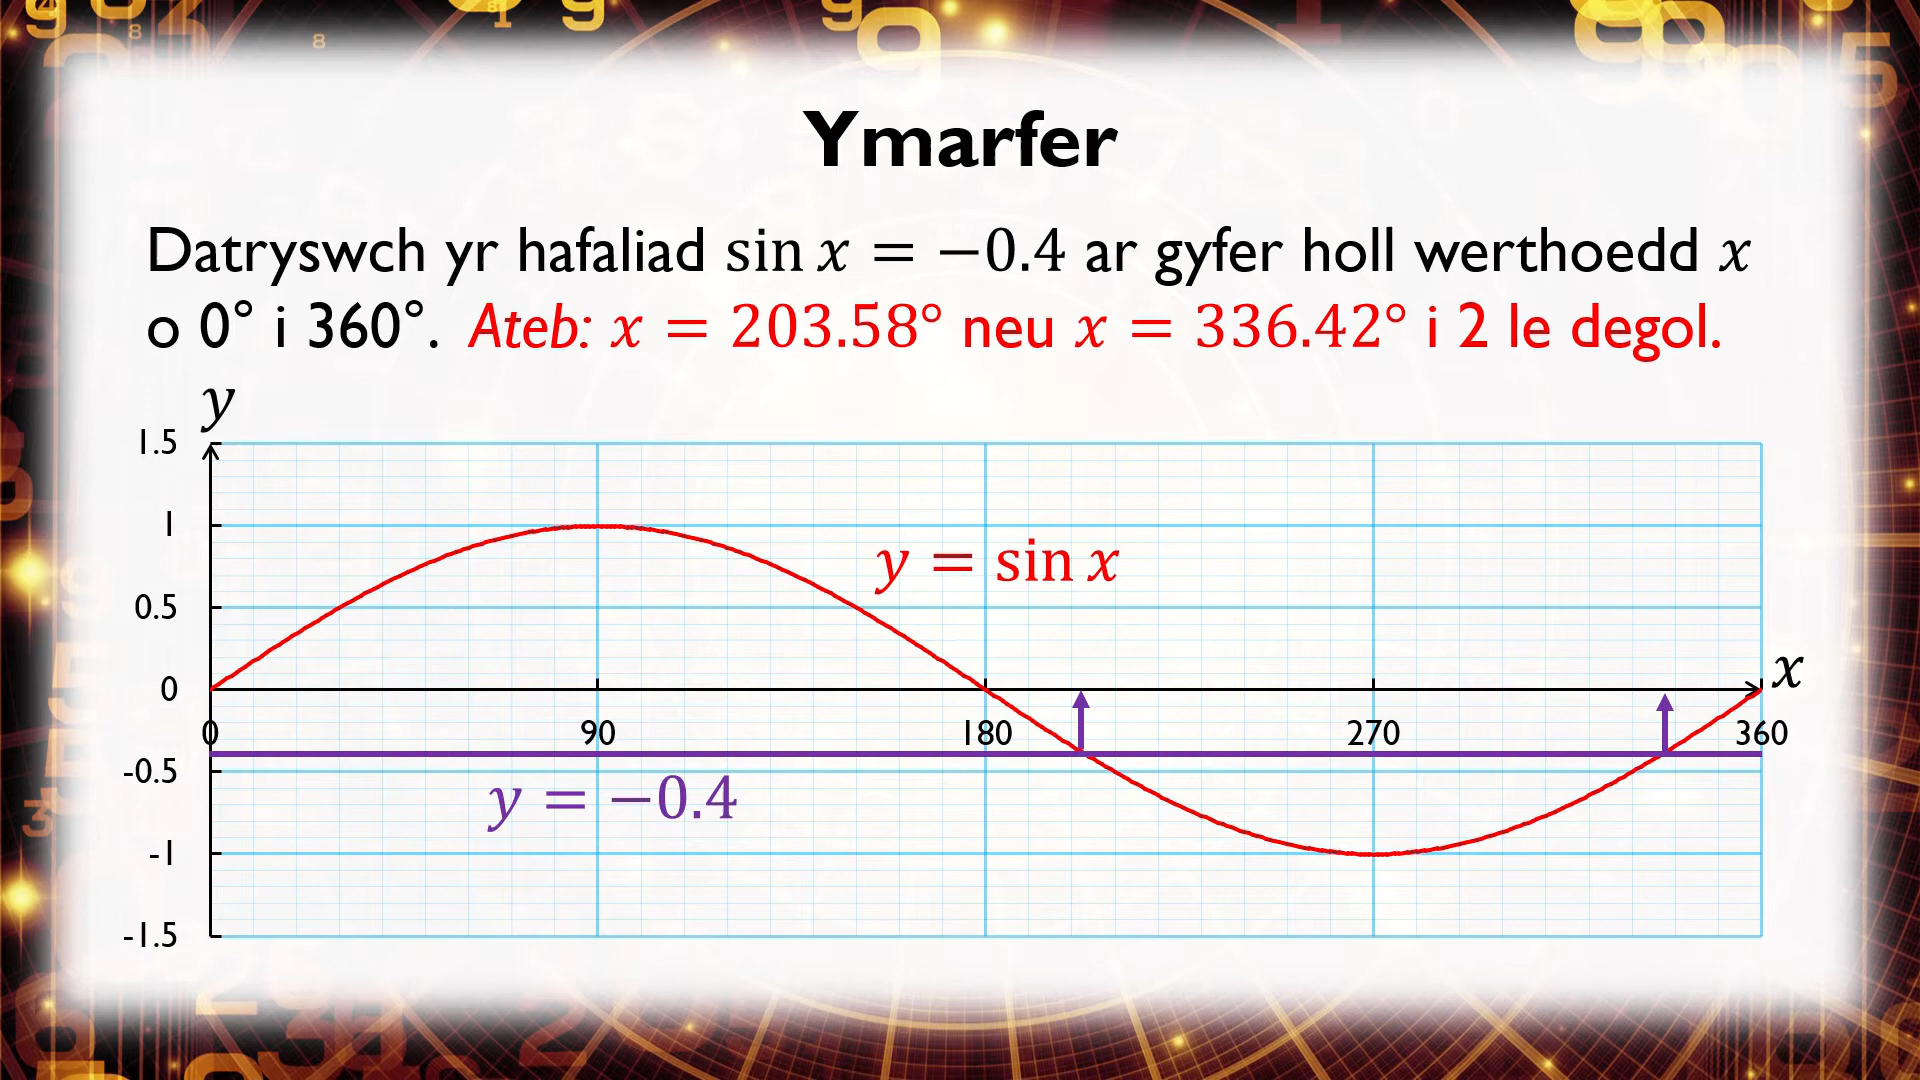 Ymarfer
Datryswch yr hafaliad sin x = −0.4 ar gyfer holl werthoedd x
o 0° i 360°. Ateb: x = 203.58° neu x = 336.42° i 2 le degol.
y
1.5
1
y = sin x
0.5
x
0
0 90 180 270 360
-0.5
y = −0.4
-1
-1.5